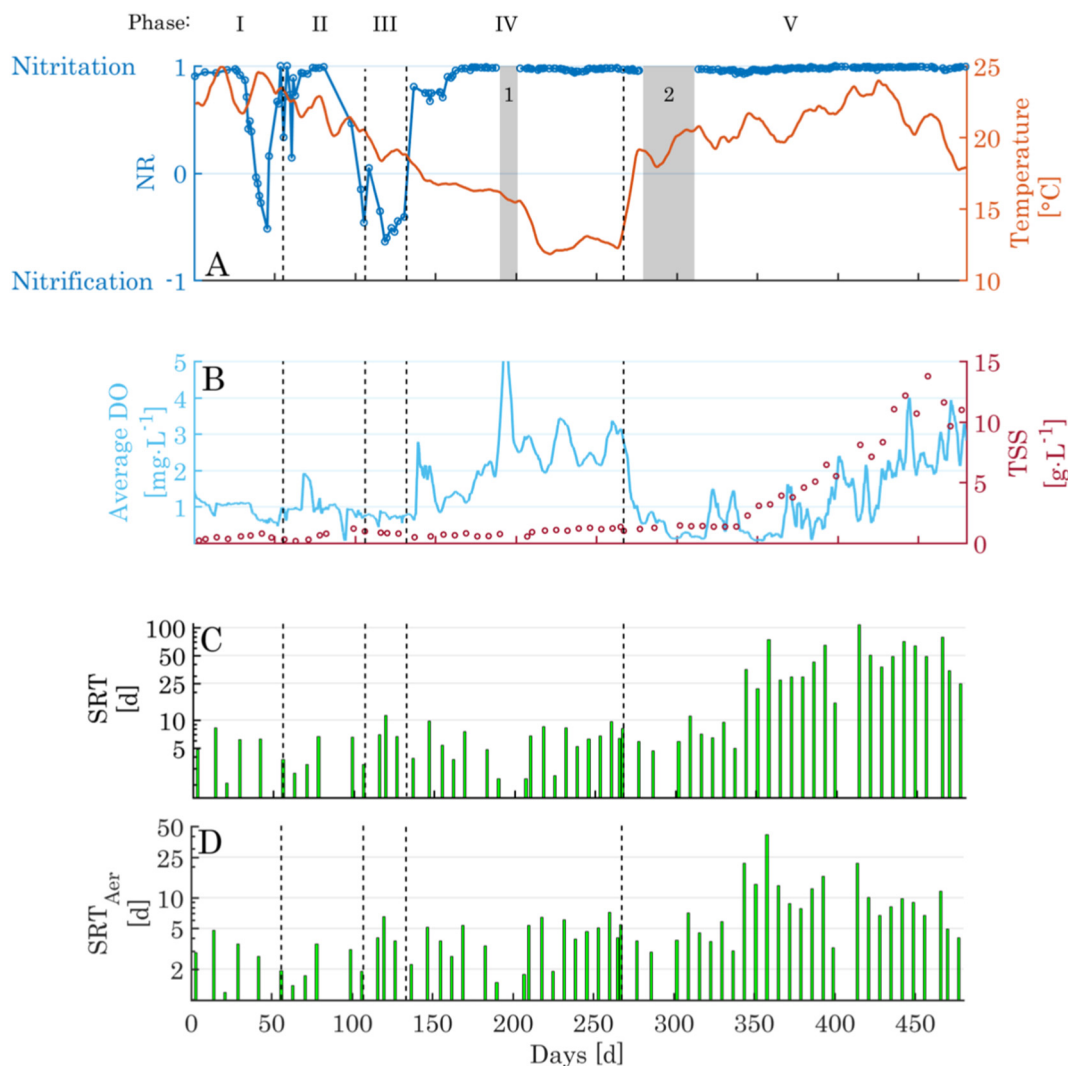 Phase: I II III IV V
Nitritation 1 25
1 2
20
NR 0 Temperature [°C]
15
A
Nitrification -1 10
B 5 15
4
Average DO [mg·L⁻¹] 3 10 TSS [g·L⁻¹]
2
5
1
0
C
100
50
SRT [d] 25
10
5
D
50
25
SRT_Aer [d] 10
5
2
0 50 100 150 200 250 300 350 400 450
Days [d]